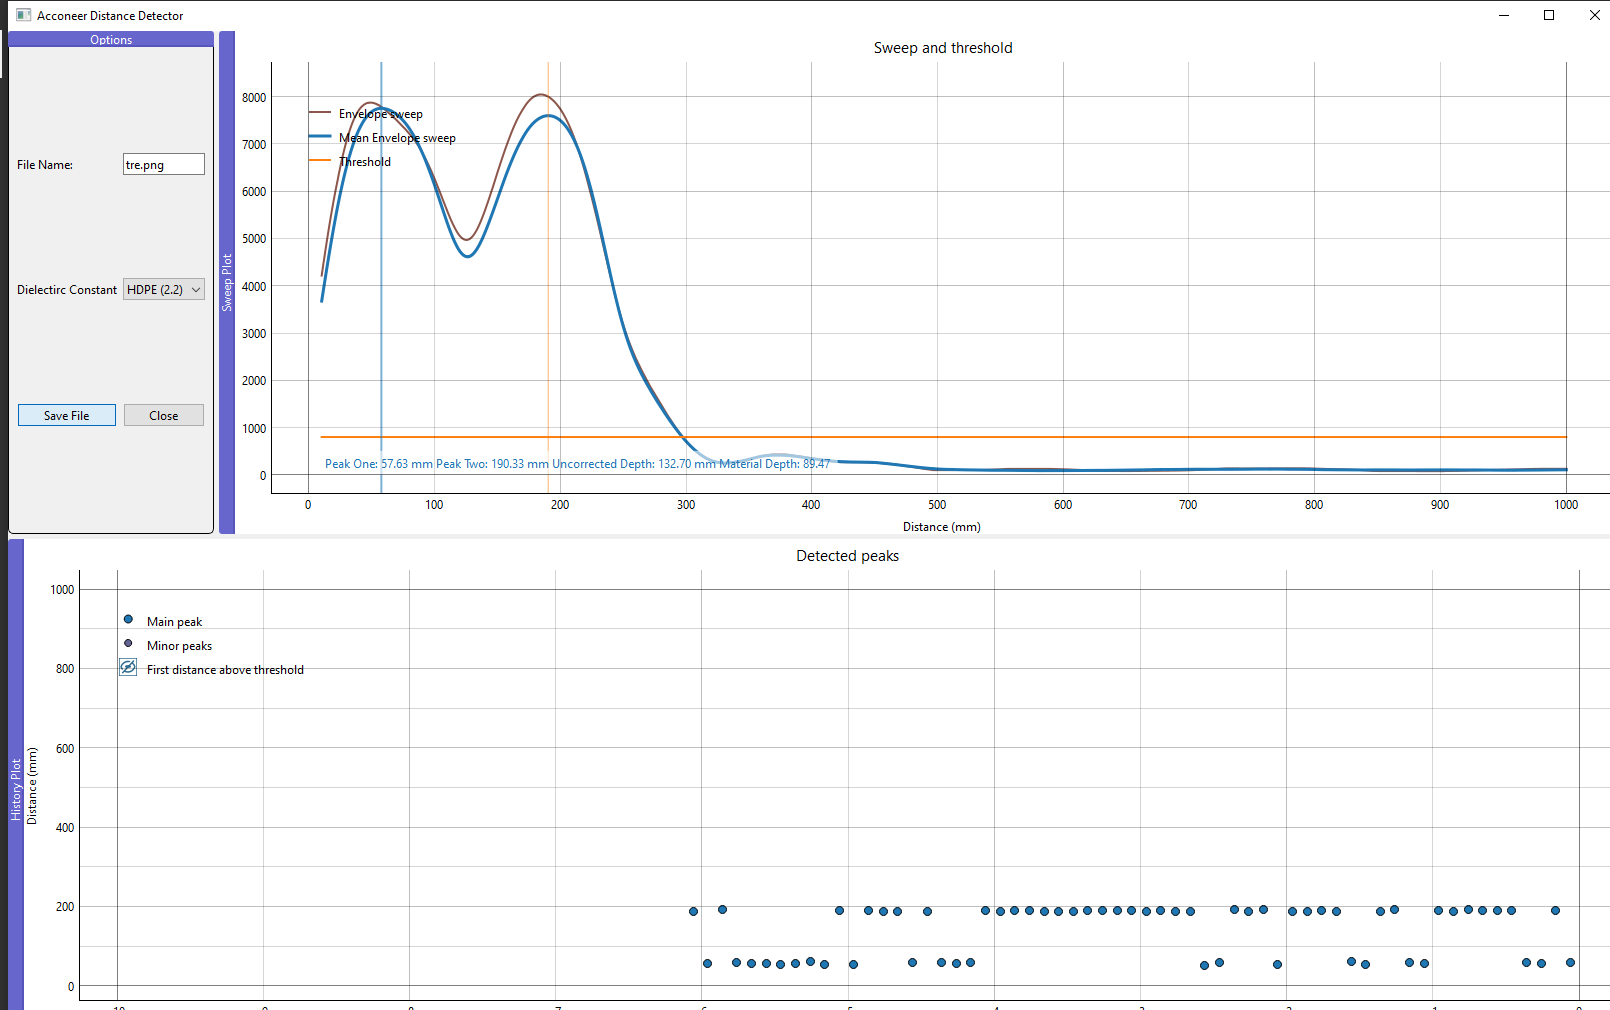 Acconeer Distance Detector
Options
File Name:
tre.png
Dielectirc Constant
HDPE (2.2)
Save File
Close
Sweep Plot
Sweep and threshold
8000
7000
6000
5000
4000
3000
2000
1000
0
Envelope sweep
Mean Envelope sweep
Threshold
Peak One: 57.63 mm Peak Two: 190.33 mm Uncorrected Depth: 132.70 mm Material Depth: 89.47
0 100 200 300 400 500 600 700 800 900 1000
Distance (mm)
History Plot
Detected peaks
Distance (mm)
1000
800
600
400
200
0
Main peak
Minor peaks
First distance above threshold